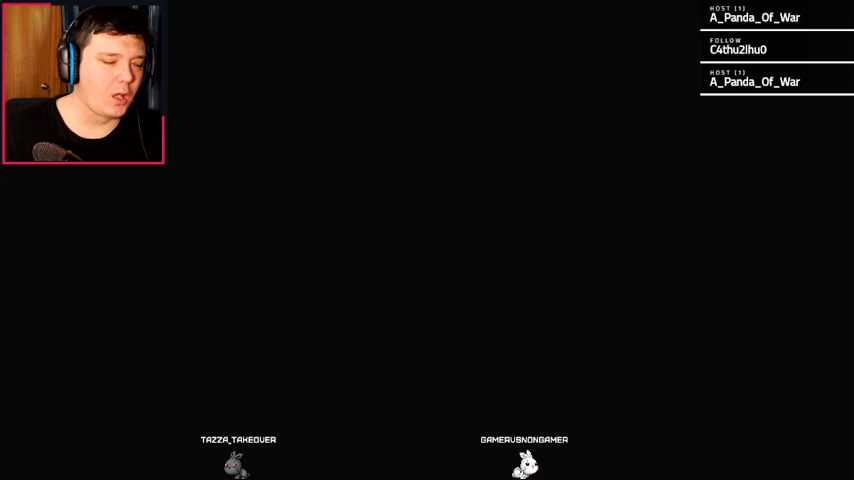 HOST [1]
A_Panda_Of_War
FOLLOW
C4thu2lhu0
HOST [1]
A_Panda_Of_War
TAZZA_TAKEOVER
GAMERVSNONGAMER